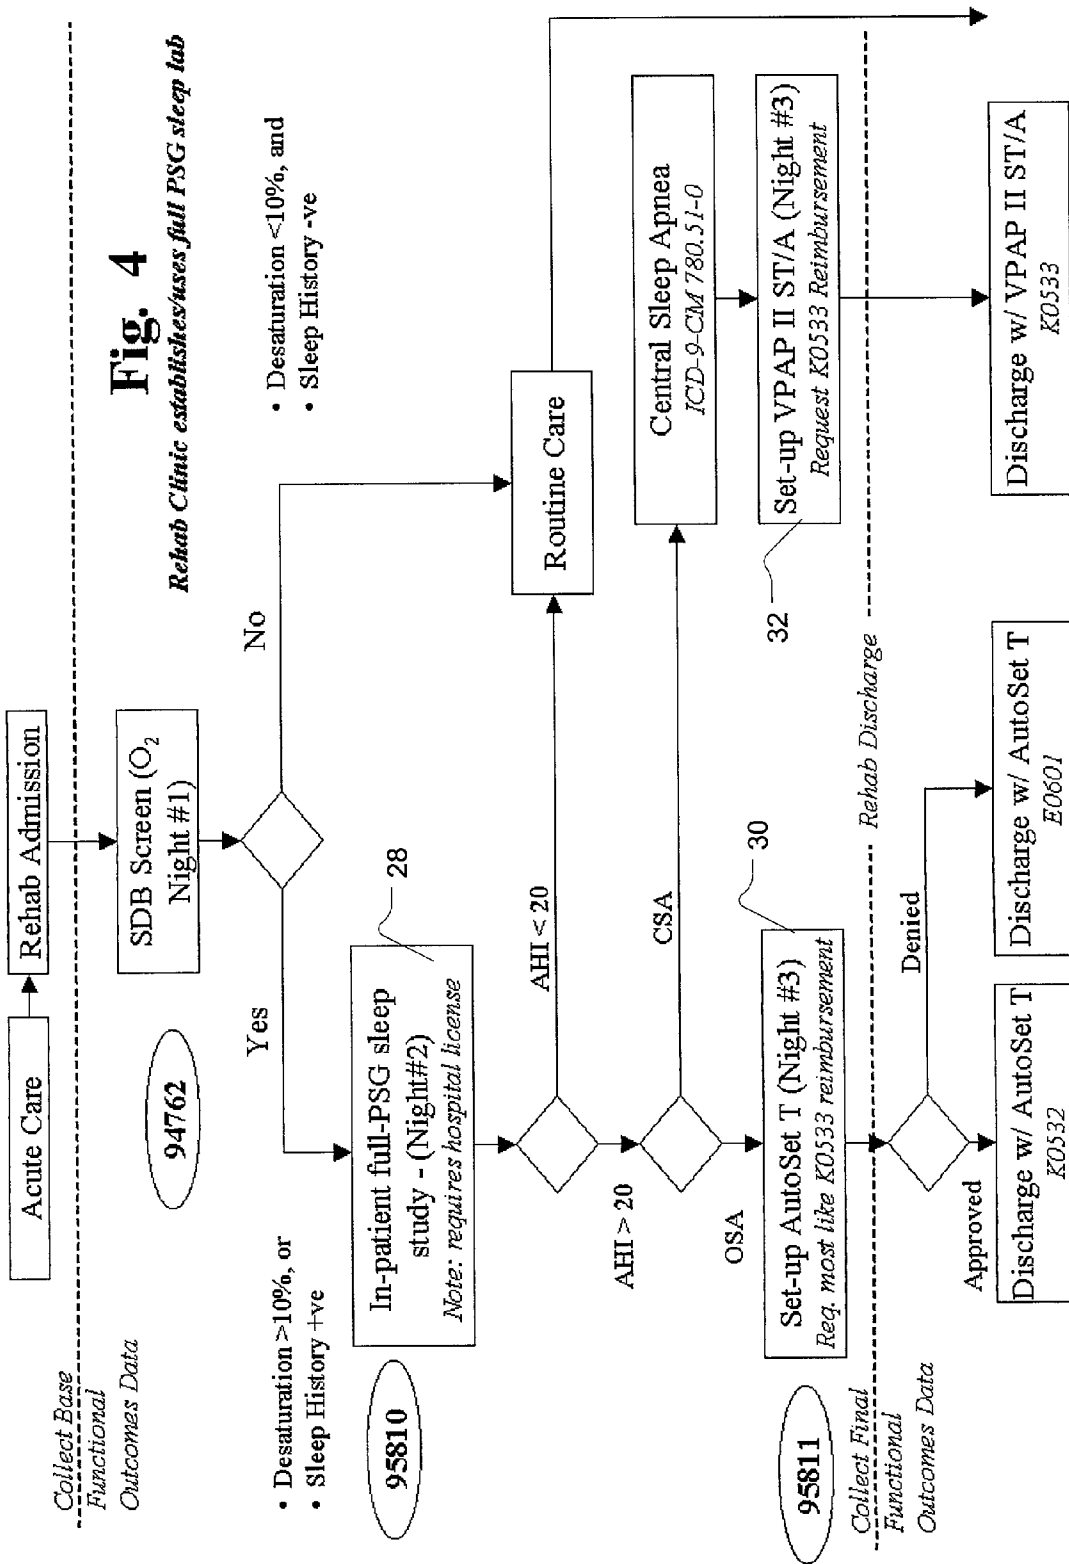 Fig. 4
Rehab Clinic establishes/uses full PSG sleep lab
Acute Care
Rehab Admission
Collect Base
Functional
Outcomes Data
94762
SDB Screen (O2
Night #1)
Yes
No
• Desaturation >10%, or
• Sleep History +ve
• Desaturation <10%, and
• Sleep History -ve
95810
In-patient full-PSG sleep
study - (Night#2)
Note: requires hospital license
28
AHI < 20
Routine Care
AHI > 20
CSA
Central Sleep Apnea
ICD-9-CM 780.51-0
OSA
95811
Set-up AutoSet T (Night #3)
Req. most like K0533 reimbursement
30
32
Set-up VPAP II ST/A (Night #3)
Request K0533 Reimbursement
Collect Final
Functional
Outcomes Data
Rehab Discharge
Approved
Denied
Discharge w/ AutoSet T
K0532
Discharge w/ AutoSet T
E0601
Discharge w/ VPAP II ST/A
K0533